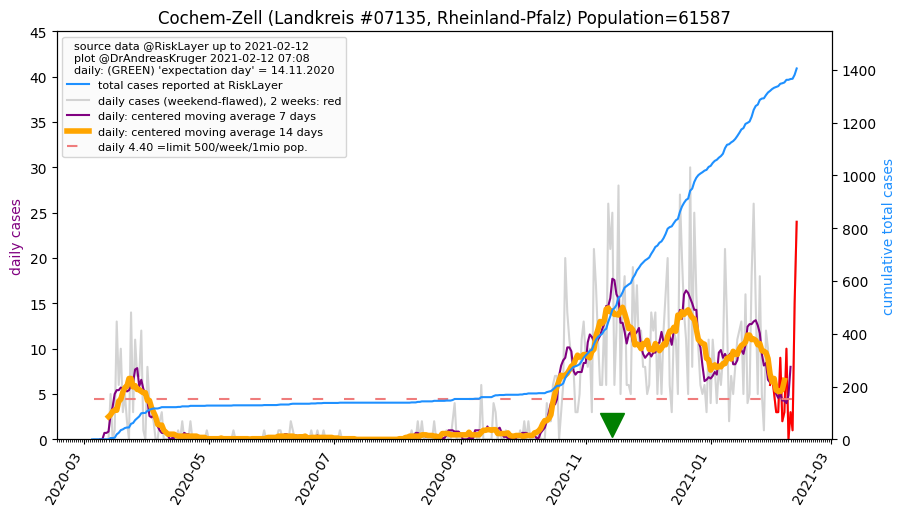 Cochem-Zell (Landkreis #07135, Rheinland-Pfalz) Population=61587
source data @RiskLayer up to 2021-02-12
plot @DrAndreasKruger 2021-02-12 07:08
daily: (GREEN) 'expectation day' = 14.11.2020
total cases reported at RiskLayer
daily cases (weekend-flawed), 2 weeks: red
daily: centered moving average 7 days
daily: centered moving average 14 days
daily 4.40 =limit 500/week/1mio pop.
daily cases
45
40
35
30
25
20
15
10
5
0
cumulative total cases
1400
1200
1000
800
600
400
200
0
2020-03
2020-05
2020-07
2020-09
2020-11
2021-01
2021-03